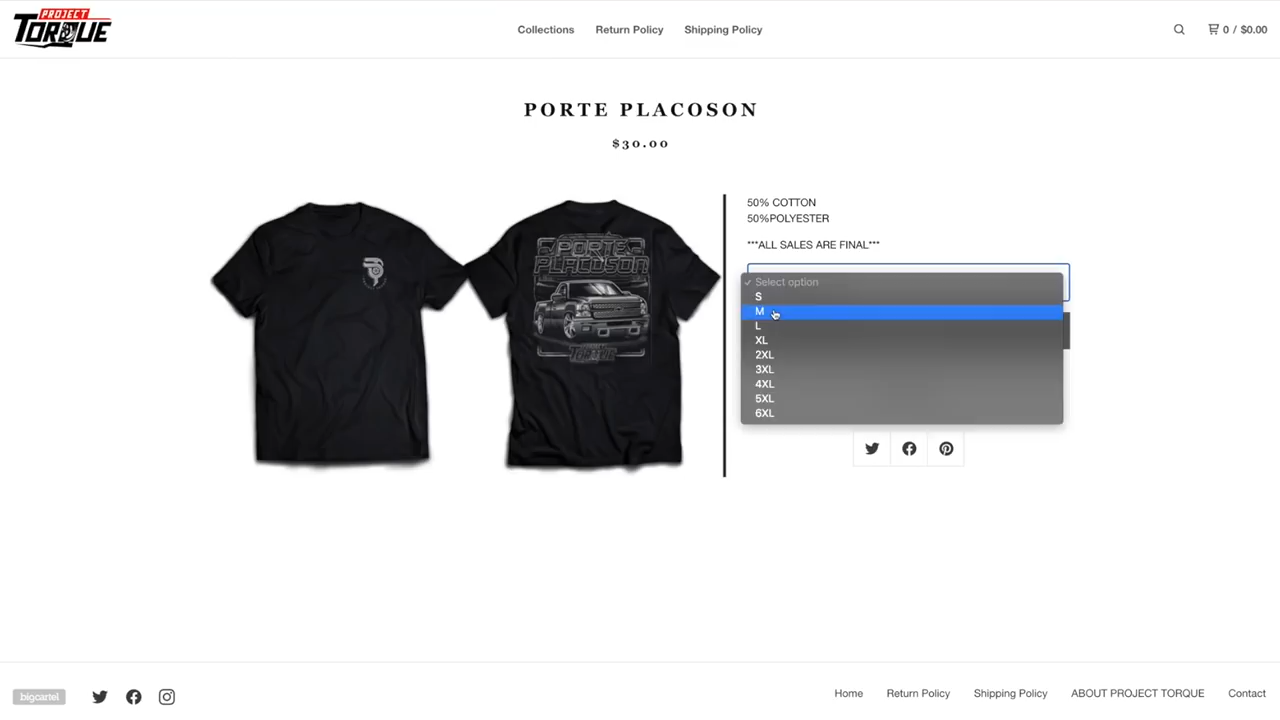 PROJECT
TORQUE
Collections
Return Policy
Shipping Policy
0 / $0.00
PORTE PLACOSON
$30.00
PORTE
PLACOSON
PROJECT
TORQUE
50% COTTON
50%POLYESTER
***ALL SALES ARE FINAL***
Select option
S
M
L
XL
2XL
3XL
4XL
5XL
6XL
bigcartel
Home
Return Policy
Shipping Policy
ABOUT PROJECT TORQUE
Contact